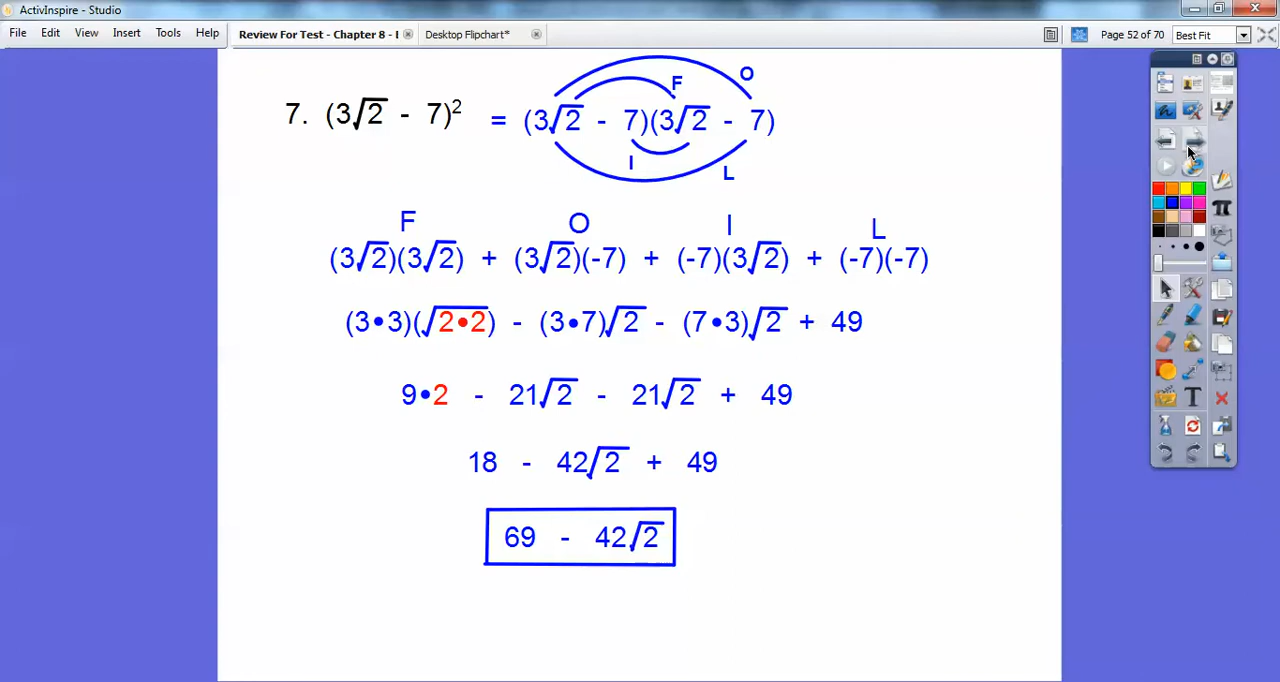 ActivInspire - Studio
File Edit View Insert Tools Help
Review For Test - Chapter 8 - I
Desktop Flipchart*
Page 52 of 70
Best Fit
7. (3√2 - 7)² = (3√2 - 7)(3√2 - 7)
F O I L
F O I L
(3√2)(3√2) + (3√2)(-7) + (-7)(3√2) + (-7)(-7)
(3•3)(√2•2) - (3•7)√2 - (7•3)√2 + 49
9•2 - 21√2 - 21√2 + 49
18 - 42√2 + 49
69 - 42√2